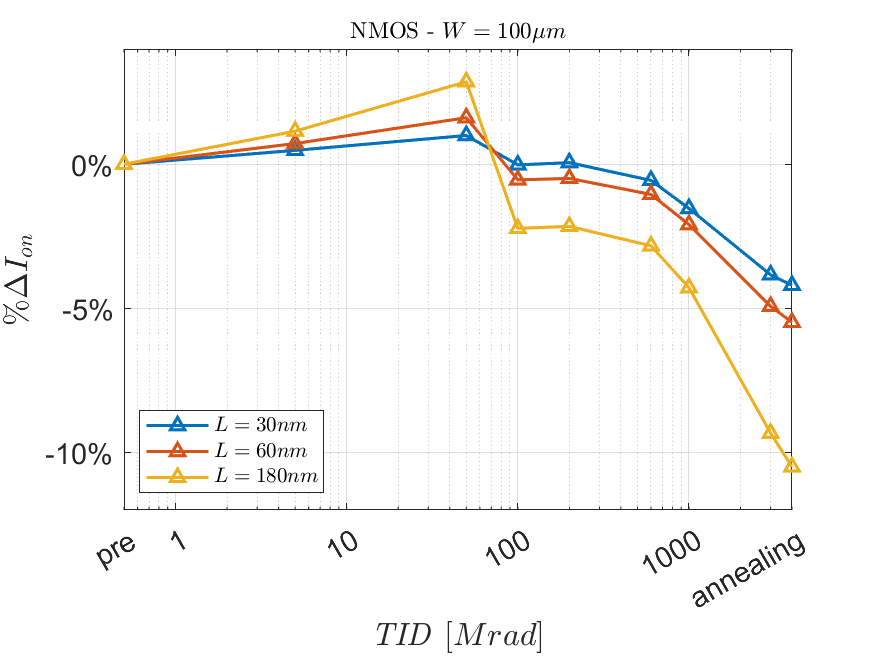 NMOS - W = 100μm
0%
-5%
-10%
%ΔI_on
L = 30nm
L = 60nm
L = 180nm
pre 1 10 100 1000 annealing
TID [Mrad]